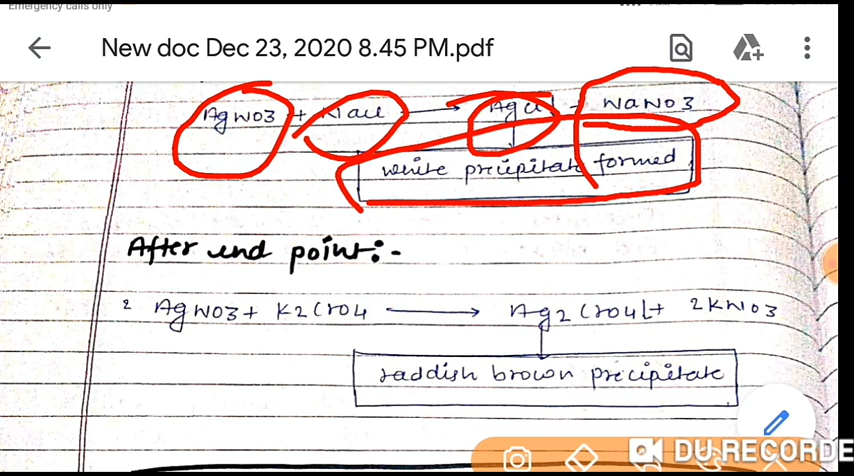 Emergency calls only
New doc Dec 23, 2020 8.45 PM.pdf
AgNO3 + Nacl → Agcl↓ + NaNO3
white precipitate formed
After end point:-
2 AgNO3 + K2CrO4 → Ag2CrO4↓ + 2KNO3
raddish brown precipitate
DU RECORDE